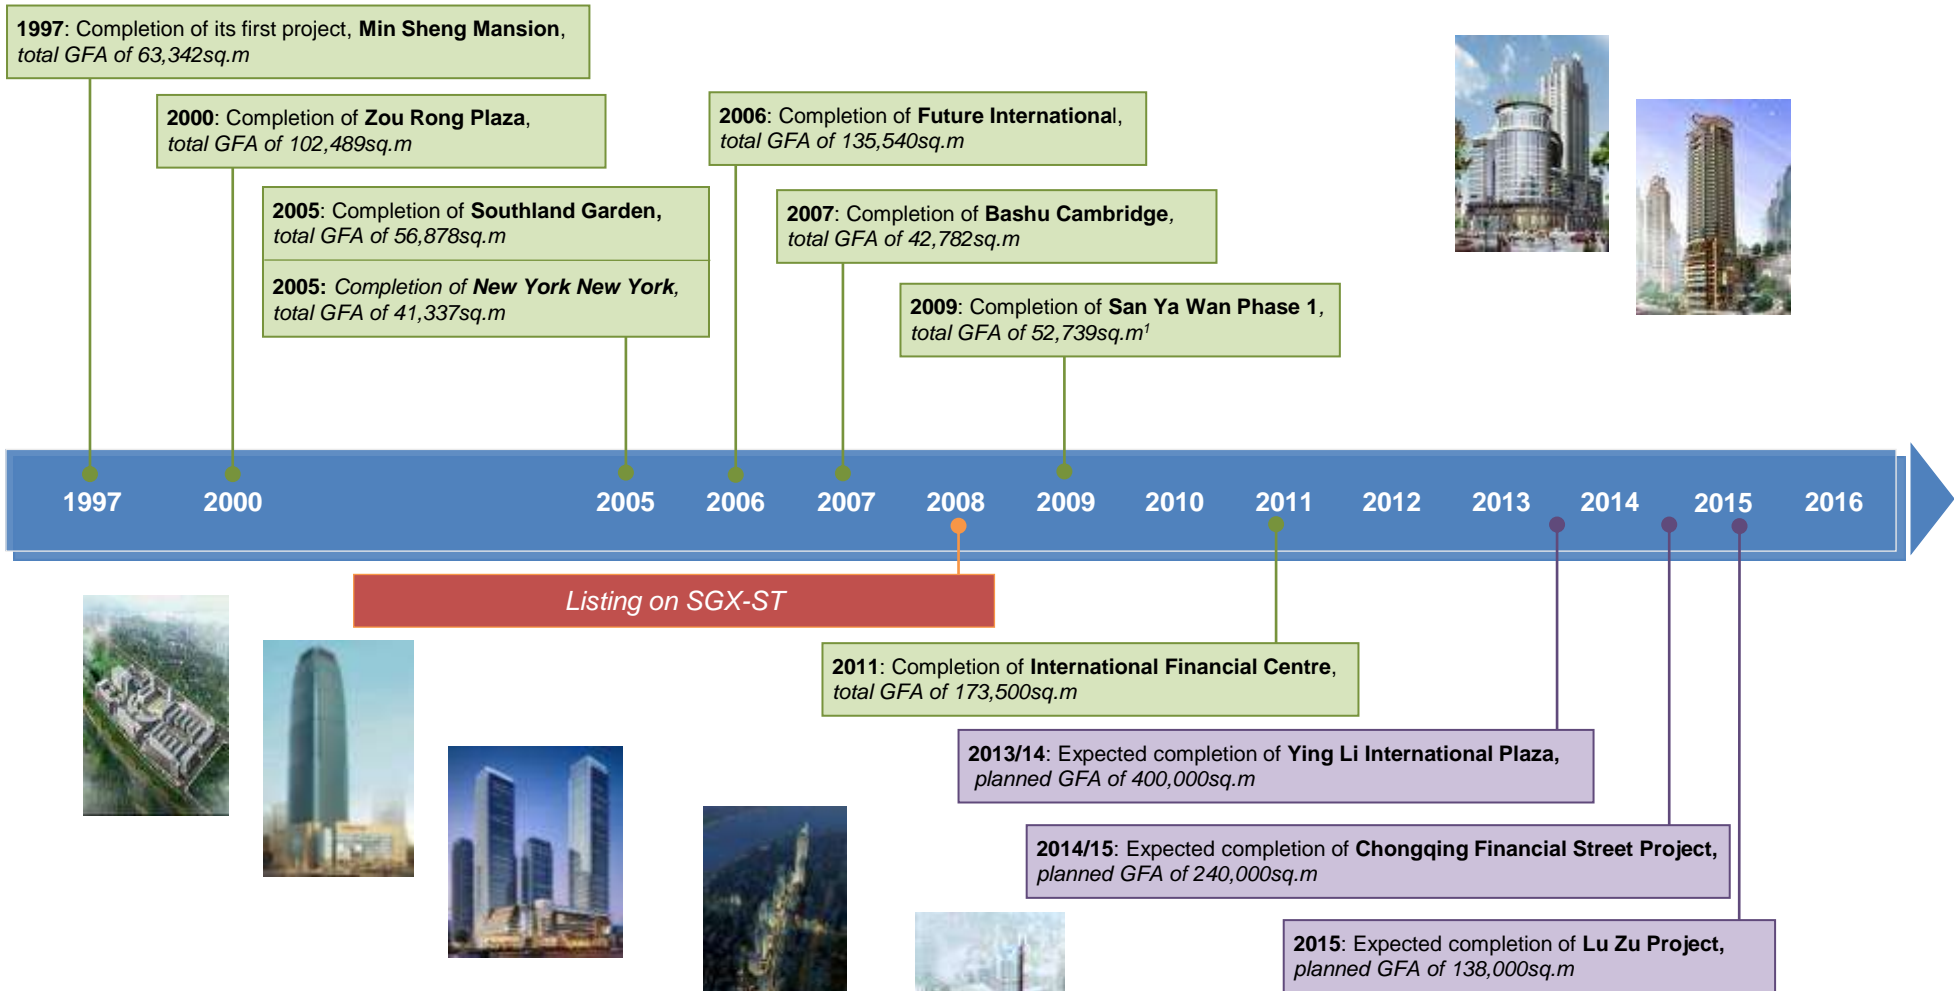 1997: Completion of its first project, Min Sheng Mansion,
total GFA of 63,342sq.m
2000: Completion of Zou Rong Plaza,
total GFA of 102,489sq.m
2005: Completion of Southland Garden,
total GFA of 56,878sq.m
2005: Completion of New York New York,
total GFA of 41,337sq.m
2006: Completion of Future International,
total GFA of 135,540sq.m
2007: Completion of Bashu Cambridge,
total GFA of 42,782sq.m
2009: Completion of San Ya Wan Phase 1,
total GFA of 52,739sq.m¹
1997 2000 2005 2006 2007 2008 2009 2010 2011 2012 2013 2014 2015 2016
Listing on SGX-ST
2011: Completion of International Financial Centre,
total GFA of 173,500sq.m
2013/14: Expected completion of Ying Li International Plaza,
planned GFA of 400,000sq.m
2014/15: Expected completion of Chongqing Financial Street Project,
planned GFA of 240,000sq.m
2015: Expected completion of Lu Zu Project,
planned GFA of 138,000sq.m